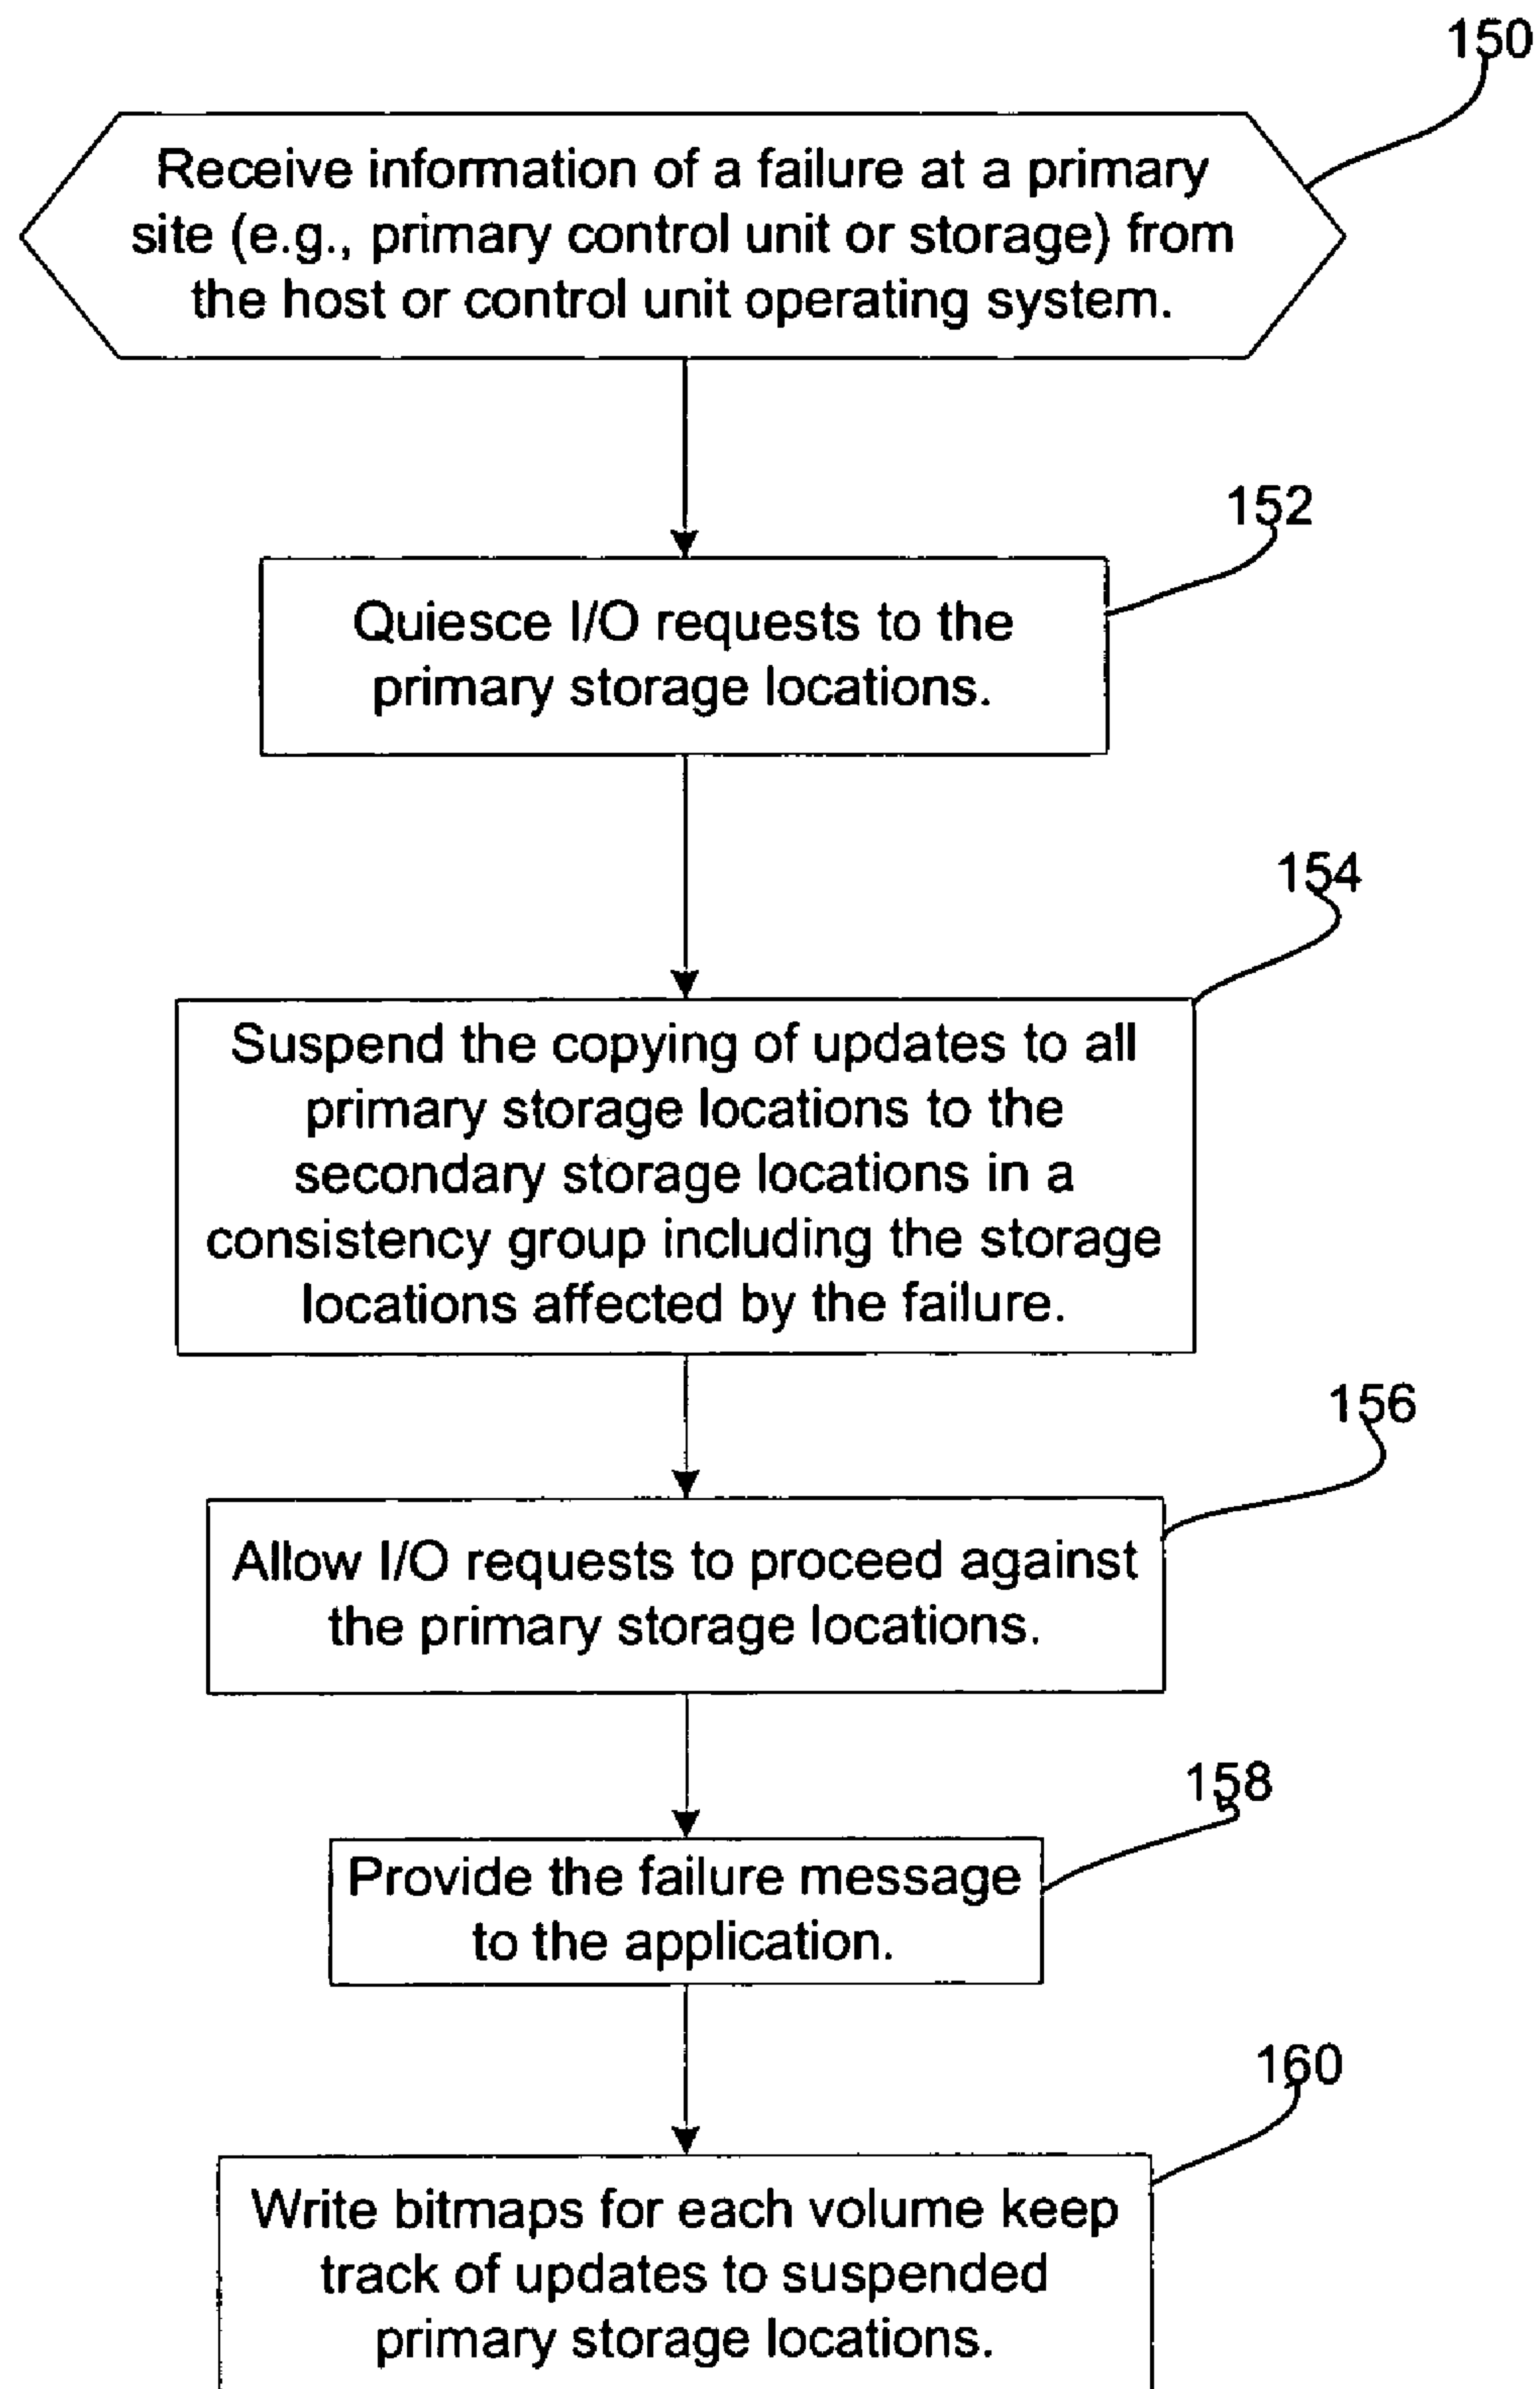 150
Receive information of a failure at a primary
site (e.g., primary control unit or storage) from
the host or control unit operating system.
152
Quiesce I/O requests to the
primary storage locations.
154
Suspend the copying of updates to all
primary storage locations to the
secondary storage locations in a
consistency group including the storage
locations affected by the failure.
156
Allow I/O requests to proceed against
the primary storage locations.
158
Provide the failure message
to the application.
160
Write bitmaps for each volume keep
track of updates to suspended
primary storage locations.